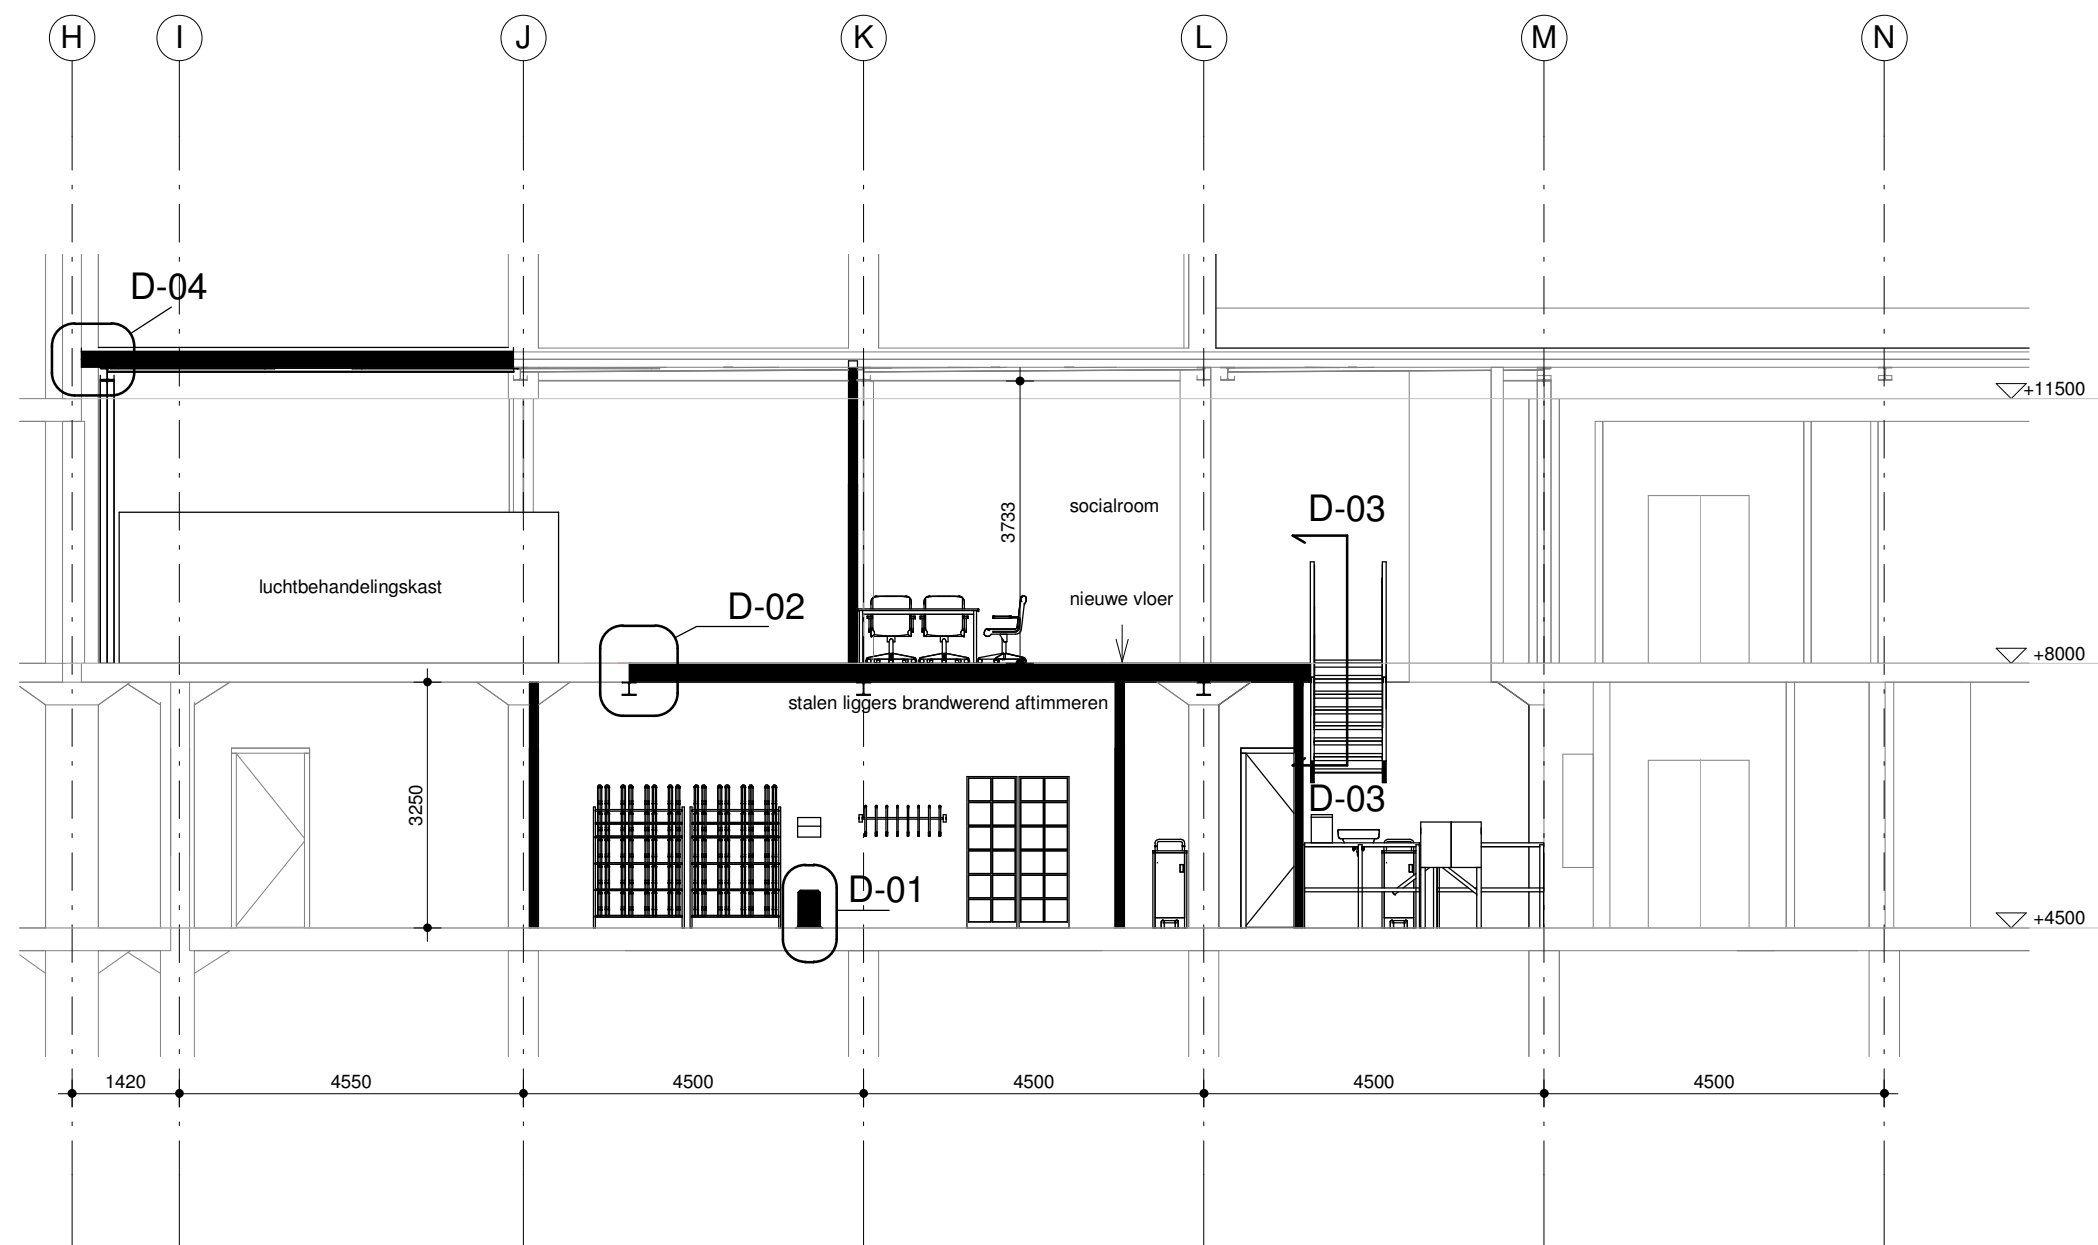 H I J K L M N
D-04
+11500
3733
socialroom
D-03
luchtbehandelingskast
D-02
nieuwe vloer
+8000
stalen liggers brandwerend aftimmeren
3250
D-03
D-01
+4500
1420 4550 4500 4500 4500 4500